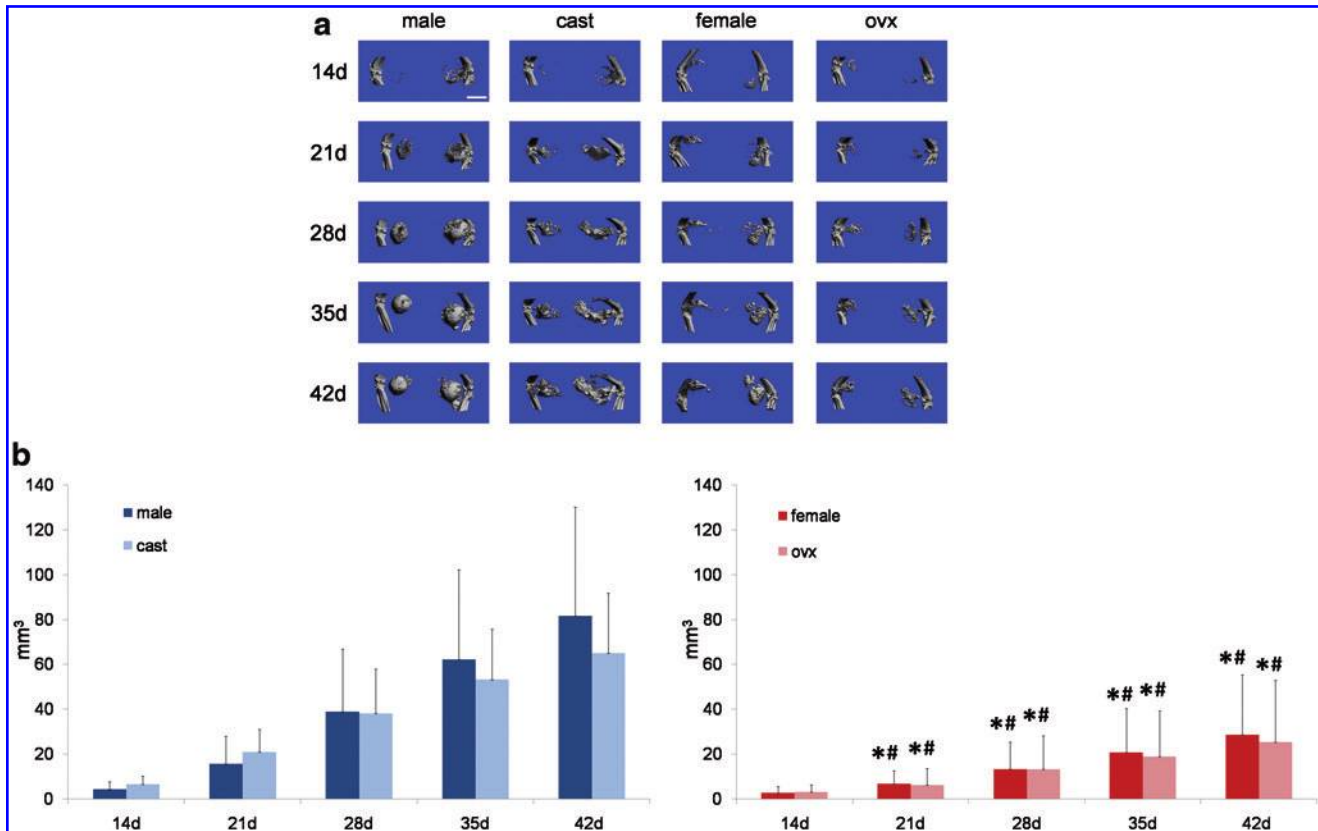 a
male cast female ovx
14d
21d
28d
35d
42d
b
140
120
100
80
60
40
20
0
mm³
male
cast
14d 21d 28d 35d 42d
140
120
100
80
60
40
20
0
mm³
female
ovx
*# *#
*# *#
*# *#
*# *#
14d 21d 28d 35d 42d